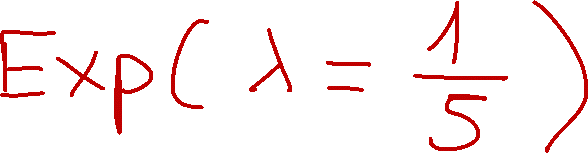 Exp( λ = 1/5 )